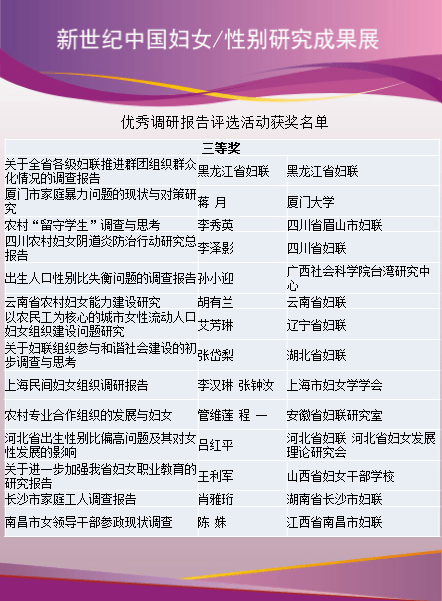 新世纪中国妇女/性别研究成果展
优秀调研报告评选活动获奖名单
三等奖
关于全省各级妇联推进群团组织群众 黑龙江省妇联 黑龙江省妇联
化情况的调查报告
厦门市家庭暴力问题的现状与对策研 蒋 月 厦门大学
究
农村“留守学生”调查与思考 李秀英 四川省眉山市妇联
四川农村妇女阴道炎防治行动研究总 李泽影 四川省妇联
报告
出生人口性别比失衡问题的调查报告 孙小迎 广西社会科学院台湾研究中
心
云南省农村妇女能力建设研究 胡有兰 云南省妇联
以农民工为核心的城市女性流动人口 艾芳琳 辽宁省妇联
妇女组织建设问题研究
关于妇联组织参与和谐社会建设的初 张岱梨 湖北省妇联
步调查与思考
上海民间妇女组织调研报告 李汉琳 张钟汝 上海市妇女学学会
农村专业合作组织的发展与妇女 管维莲 程 一 安徽省妇联研究室
河北省出生性别比偏高问题及其对女 吕红平 河北省妇联 河北省妇女发展
性发展的影响 理论研究会
关于进一步加强我省妇女职业教育的 王利军 山西省妇女干部学校
研究报告
长沙市家庭工人调查报告 肖雅珩 湖南省长沙市妇联
南昌市女领导干部参政现状调查 陈 姝 江西省南昌市妇联